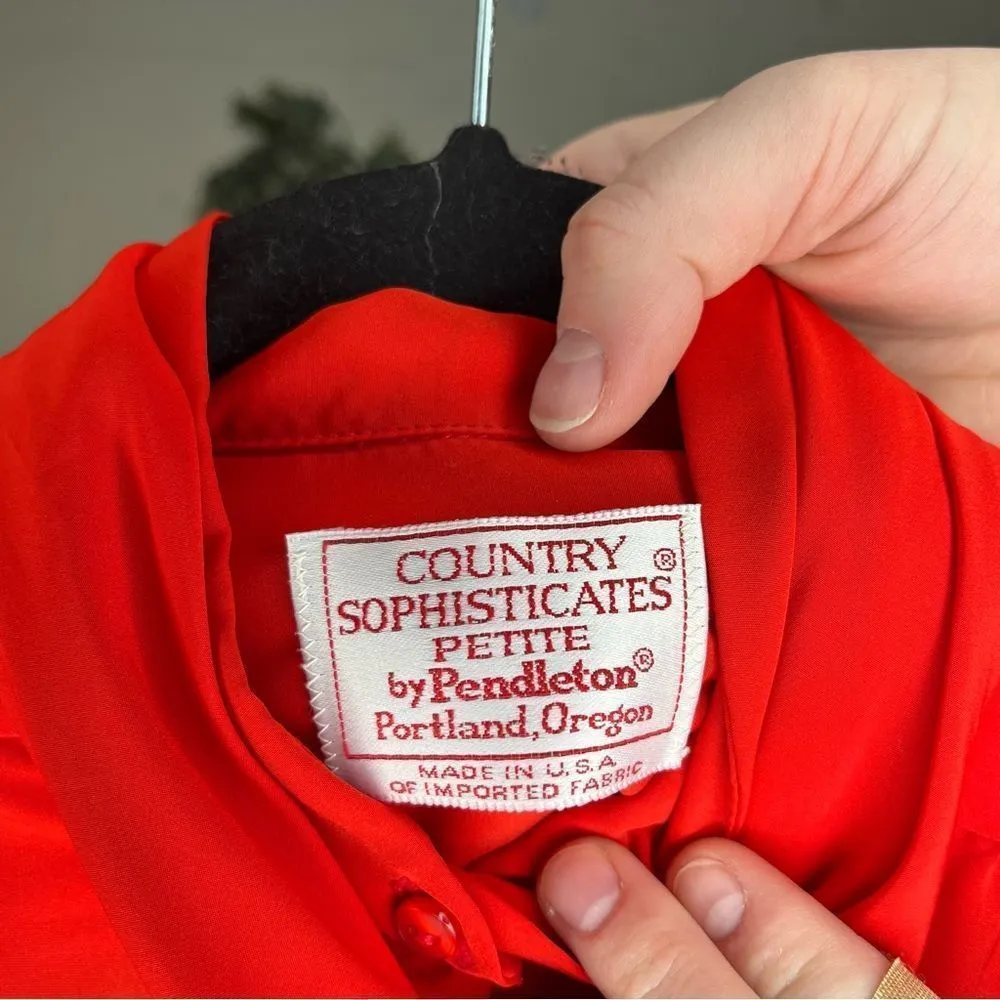 COUNTRY ®
SOPHISTICATES
PETITE
by Pendleton®
Portland, Oregon
MADE IN U.S.A.
OF IMPORTED FABRIC